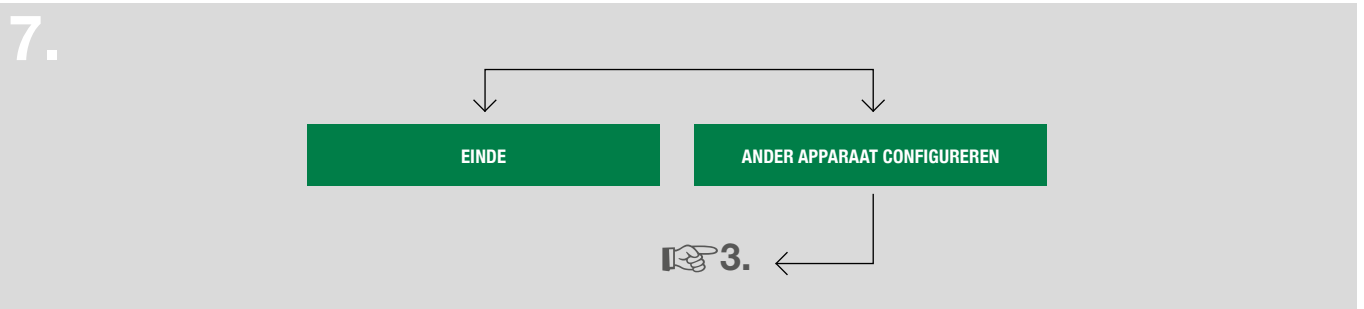 7.
EINDE
ANDER APPARAAT CONFIGUREREN
☞3.